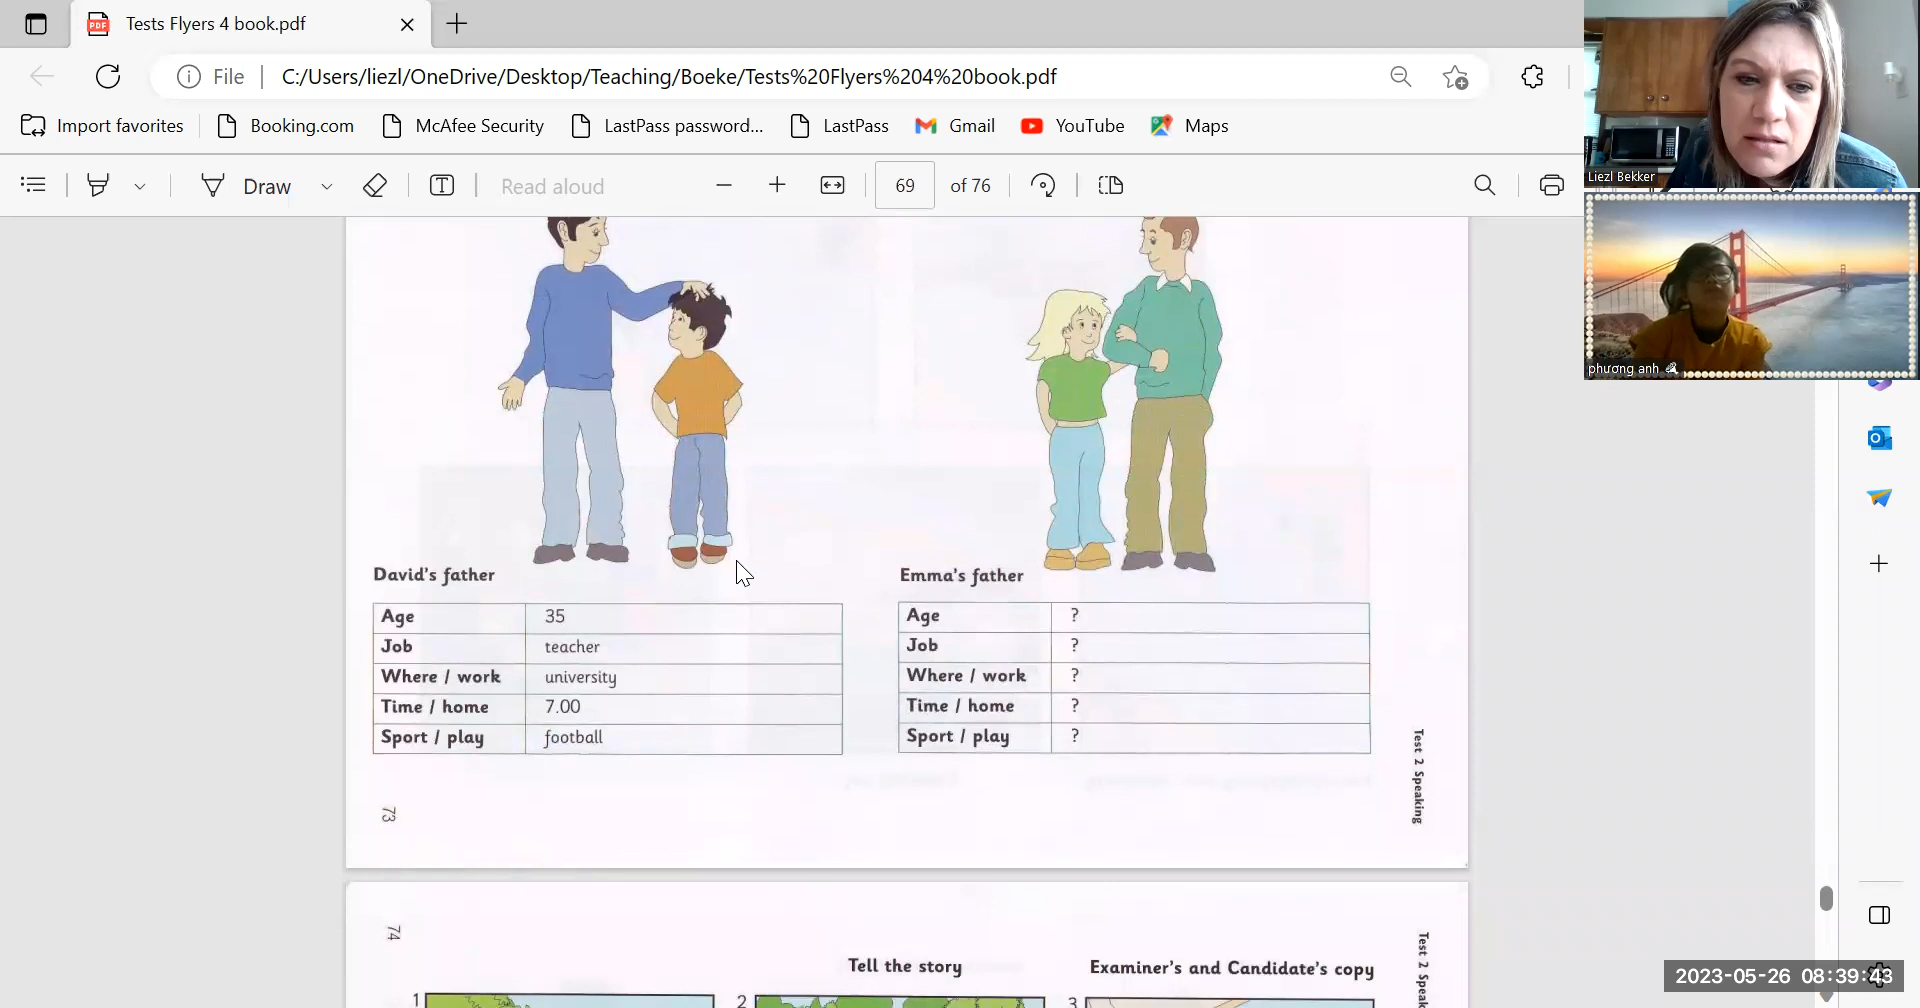 Tests Flyers 4 book.pdf
File
C:/Users/liezl/OneDrive/Desktop/Teaching/Boeke/Tests%20Flyers%204%20book.pdf
Import favorites
Booking.com
McAfee Security
LastPass password...
LastPass
Gmail
YouTube
Maps
Draw
Read aloud
69 of 76
Liezl Bekker
phương anh
David's father
Age 35
Job teacher
Where / work university
Time / home 7.00
Sport / play football
Emma's father
Age ?
Job ?
Where / work ?
Time / home ?
Sport / play ?
Test 2 Speaking
73
74
Tell the story
Examiner's and Candidate's copy
1
2
3
2023-05-26 08:39:43